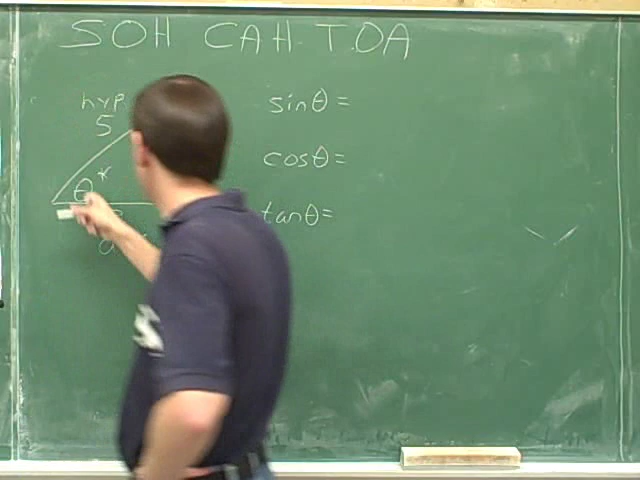 SOH CAH TOA
hyp
5
θ *
sinθ =
cosθ =
tanθ =